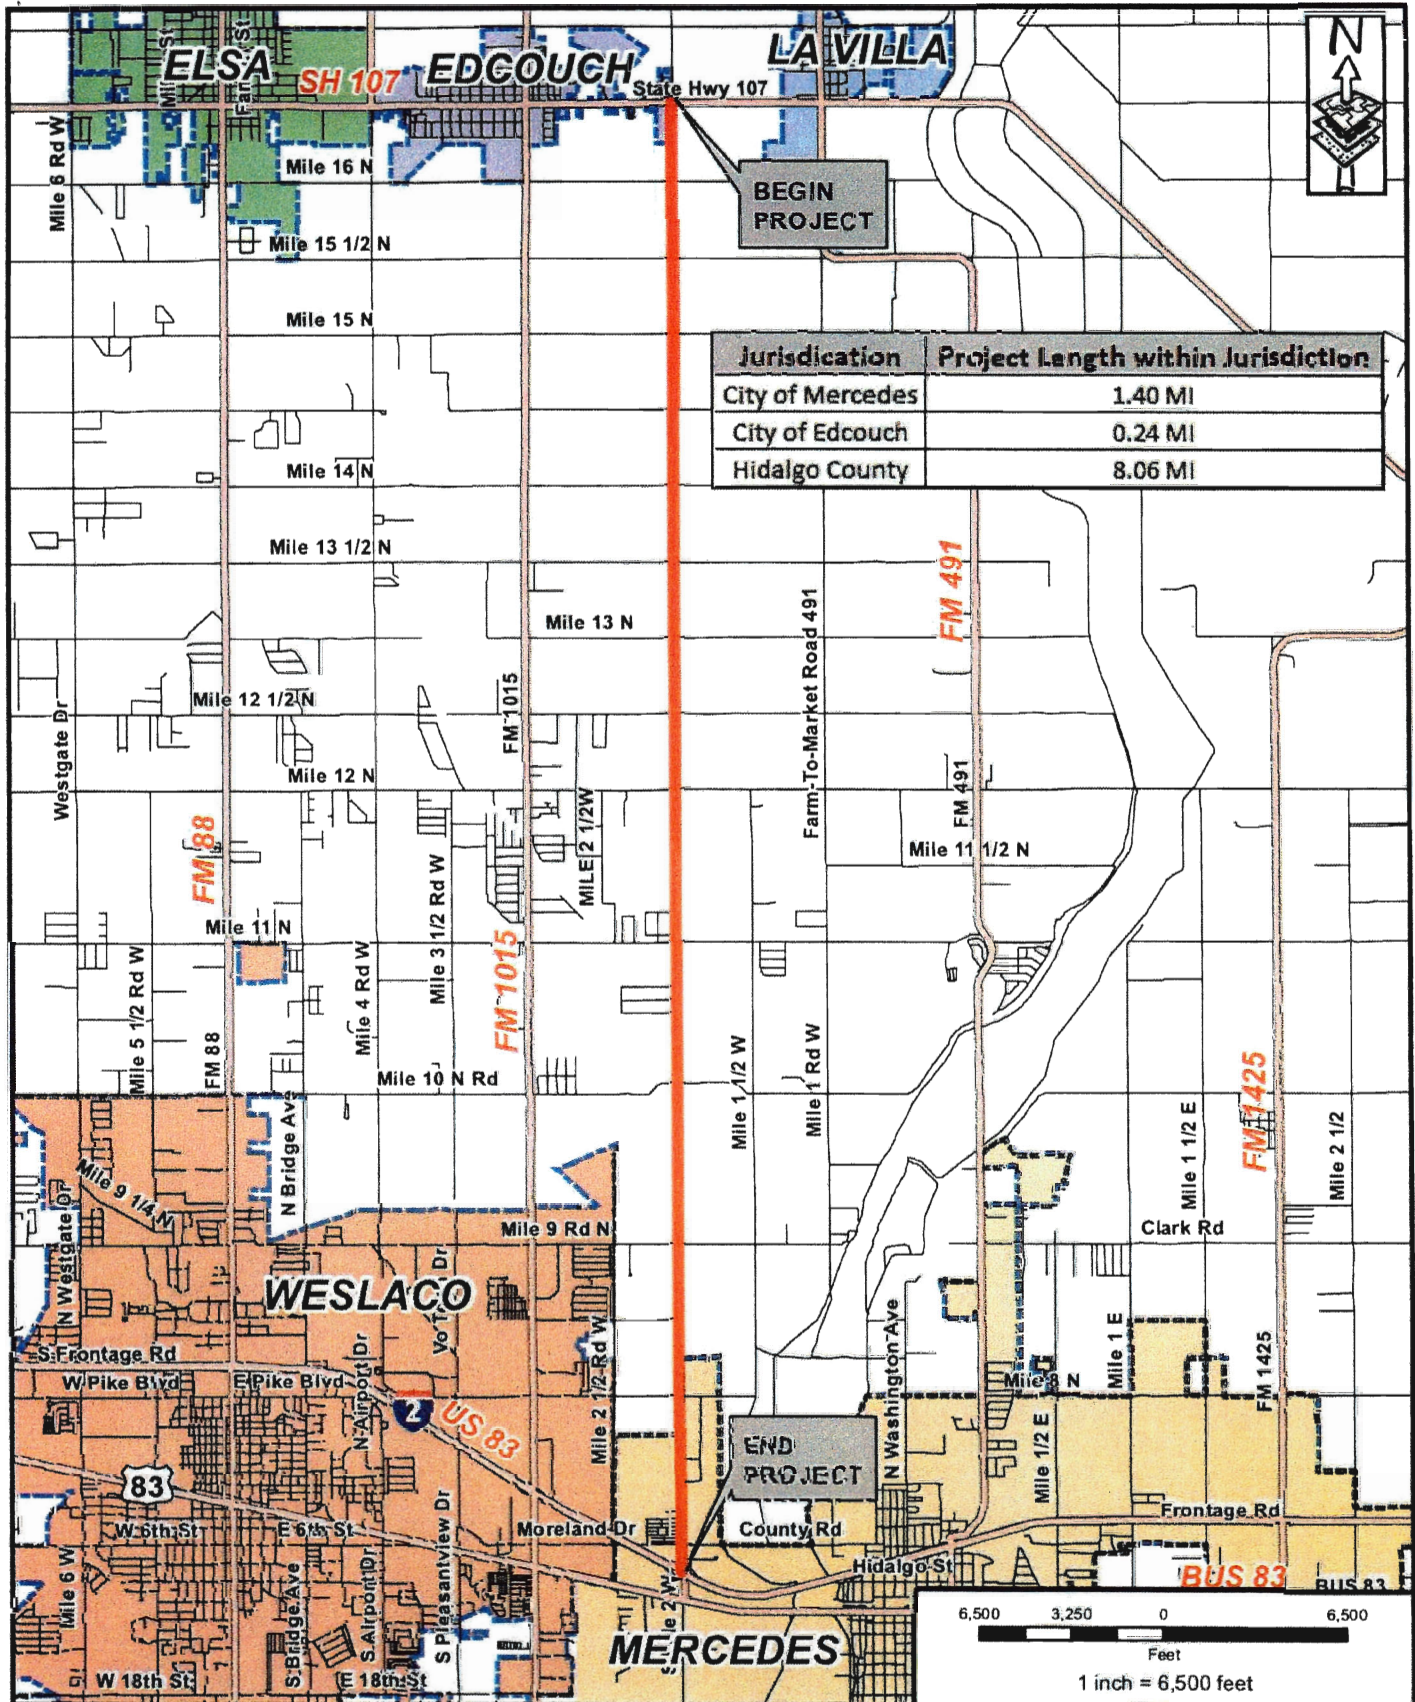 N
ELSA
SH 107
EDCOUCH
LA VILLA
State Hwy 107
Mile 6 Rd W
Mile 16 N
BEGIN
PROJECT
Mile 15 1/2 N
Mile 15 N
Jurisdication Project Length within Jurisdiction
City of Mercedes 1.40 MI
City of Edcouch 0.24 MI
Hidalgo County 8.06 MI
Mile 14 N
Mile 13 1/2 N
FM 491
Mile 13 N
Farm-To-Market Road 491
Mile 12 1/2 N
FM 1015
Westgate Dr
Mile 12 N
FM 491
MILE 2 1/2W
FM 88
Mile 11 1/2 N
Mile 11 N
Mile 3 1/2 Rd W
Mile 5 1/2 Rd W
Mile 4 Rd W
FM 1015
FM 88
Mile 10 N Rd
Mile 1 1/2 W
Mile 1 Rd W
FM 1425
Mile 1 1/2 E
Mile 2 1/2
N Bridge Ave
Mile 9 1/4 N
N Westgate Dr
Mile 9 Rd N
Clark Rd
WESLACO
S Frontage Rd
W Pike Blvd
E Pike Blvd
N Airport Dr
2
US 83
Mile 2 1/2 Rd W
N Washington Ave
Mile 8 N
Mile 1 E
FM 1425
Mile 1/2 E
END
PROJECT
83
W 6th St
E 6th St
S Pleasantview Dr
Moreland Dr
County Rd
Frontage Rd
Hidalgo St
BUS 83
BUS 83
Mile 6 W
S Bridge Ave
S Airport Dr
W 18th St
E 18th St
MERCEDES
6,500 3,250 0 6,500
Feet
1 inch = 6,500 feet